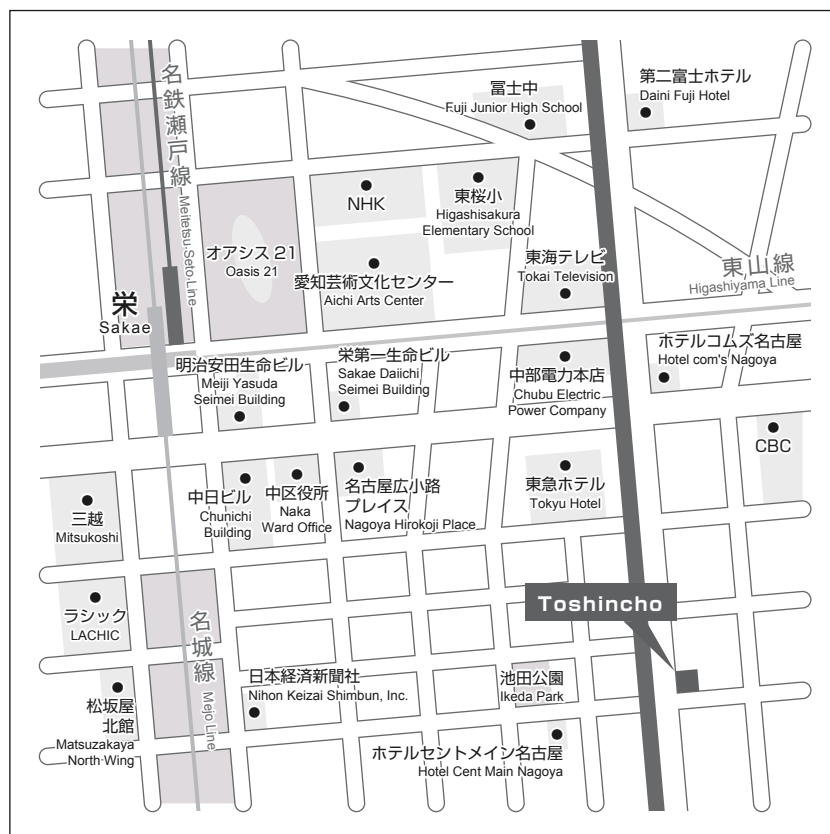 名鉄瀬戸線
Meitetsu Seto Line
冨士中
Fuji Junior High School
第二富士ホテル
Daini Fuji Hotel
NHK
東桜小
Higashisakura
Elementary School
オアシス 21
Oasis 21
愛知芸術文化センター
Aichi Arts Center
東海テレビ
Tokai Television
東山線
Higashiyama Line
栄
Sakae
明治安田生命ビル
Meiji Yasuda
Seimei Building
栄第一生命ビル
Sakae Daiichi
Seimei Building
中部電力本店
Chubu Electric
Power Company
ホテルコムズ名古屋
Hotel com's Nagoya
CBC
三越
Mitsukoshi
中日ビル
Chunichi
Building
中区役所
Naka
Ward Office
名古屋広小路
プレイス
Nagoya Hirokoji Place
東急ホテル
Tokyu Hotel
Toshincho
ラシック
LACHIC
名城線
Mejo Line
日本経済新聞社
Nihon Keizai Shimbun, Inc.
池田公園
Ikeda Park
松坂屋
北館
Matsuzakaya
North Wing
ホテルセントメイン名古屋
Hotel Cent Main Nagoya